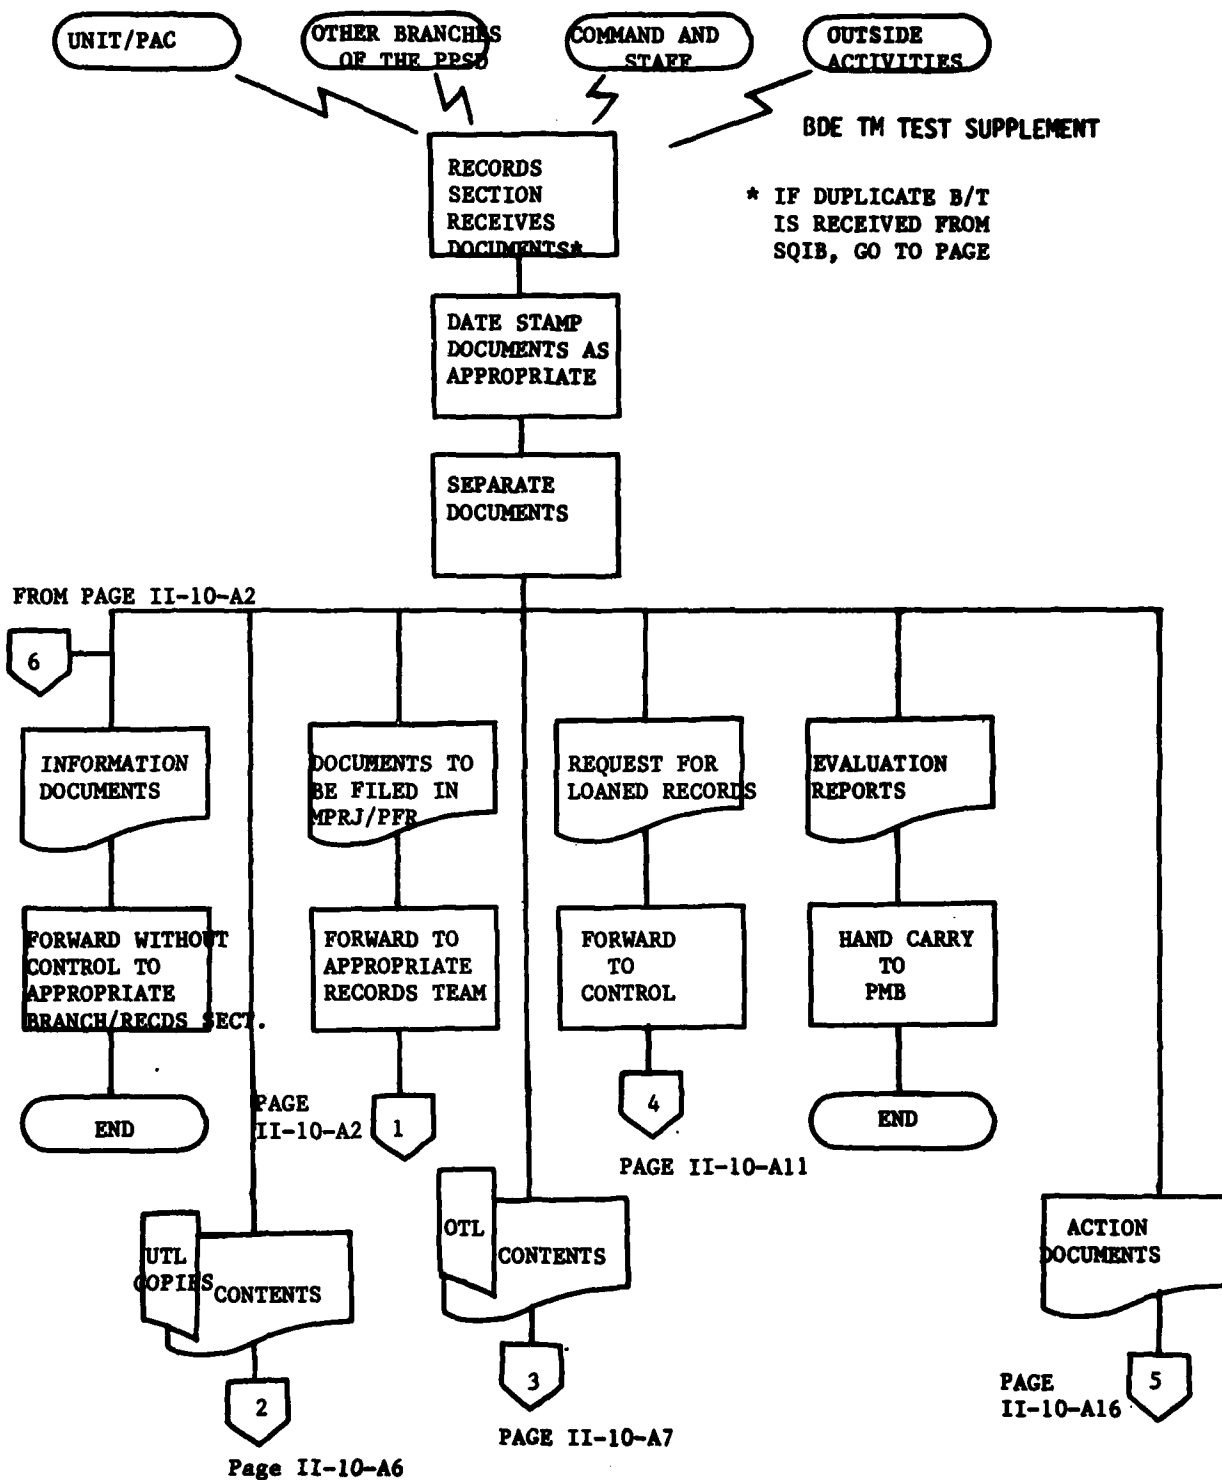 UNIT/PAC
OTHER BRANCHES
OF THE PPSD
COMMAND AND
STAFF
OUTSIDE
ACTIVITIES
BDE TM TEST SUPPLEMENT
RECORDS
SECTION
RECEIVES
DOCUMENTS*
* IF DUPLICATE B/T
IS RECEIVED FROM
SQIB, GO TO PAGE
DATE STAMP
DOCUMENTS AS
APPROPRIATE
SEPARATE
DOCUMENTS
FROM PAGE II-10-A2
6
INFORMATION
DOCUMENTS
DOCUMENTS TO
BE FILED IN
MPRJ/PFR
REQUEST FOR
LOANED RECORDS
EVALUATION
REPORTS
FORWARD WITHOUT
CONTROL TO
APPROPRIATE
BRANCH/RECDS SECT.
FORWARD TO
APPROPRIATE
RECORDS TEAM
FORWARD
TO
CONTROL
HAND CARRY
TO
PMB
END
PAGE
II-10-A2
1
4
PAGE II-10-A11
END
UTL
COPIES
CONTENTS
OTL
CONTENTS
ACTION
DOCUMENTS
2
Page II-10-A6
3
PAGE II-10-A7
PAGE
II-10-A16
5